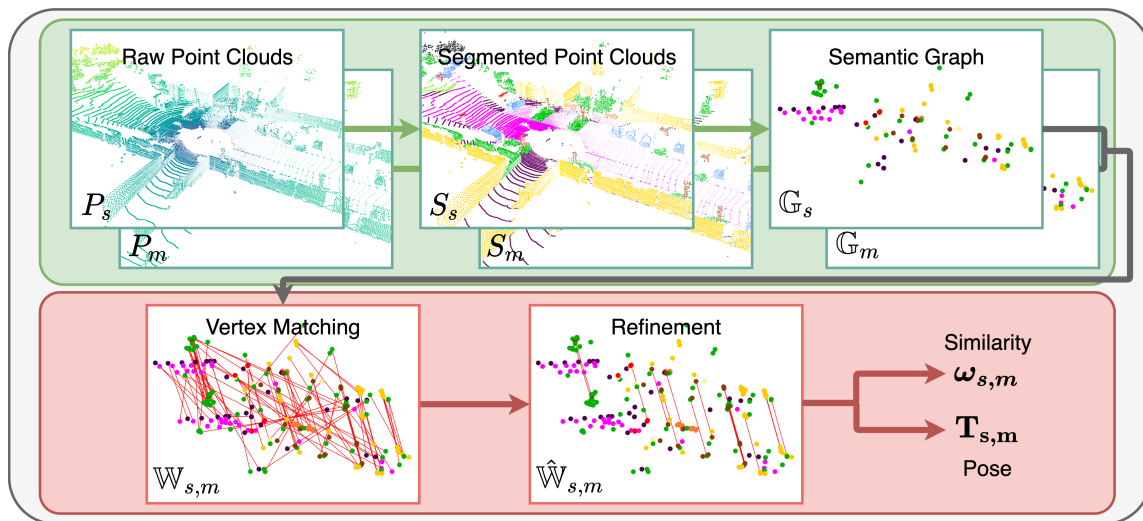 Raw Point Clouds
Segmented Point Clouds
Semantic Graph
P_s
S_s
𝔾_s
P_m
S_m
𝔾_m
Vertex Matching
Refinement
Similarity
ω_{s,m}
T_{s,m}
Pose
𝕎_{s,m}
𝕎̂_{s,m}